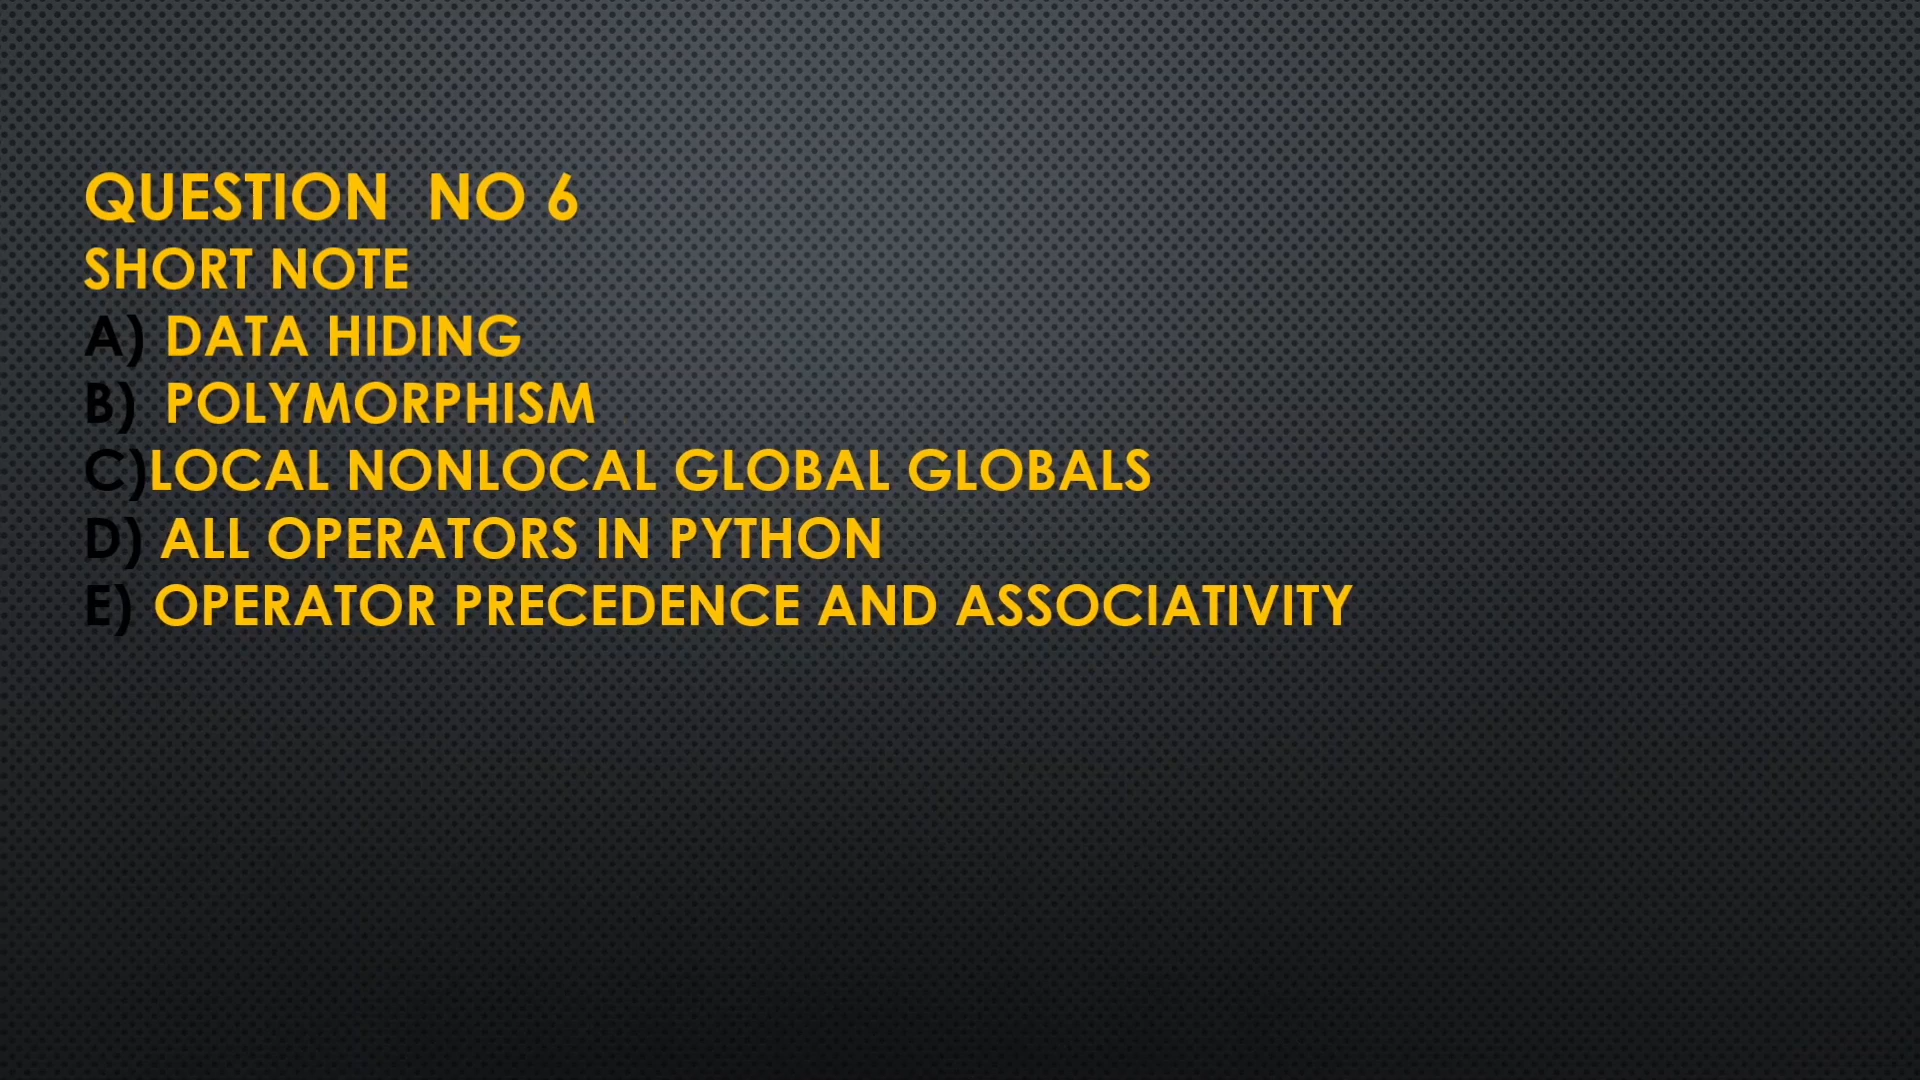 QUESTION NO 6
SHORT NOTE
A) DATA HIDING
B) POLYMORPHISM
C)LOCAL NONLOCAL GLOBAL GLOBALS
D) ALL OPERATORS IN PYTHON
E) OPERATOR PRECEDENCE AND ASSOCIATIVITY